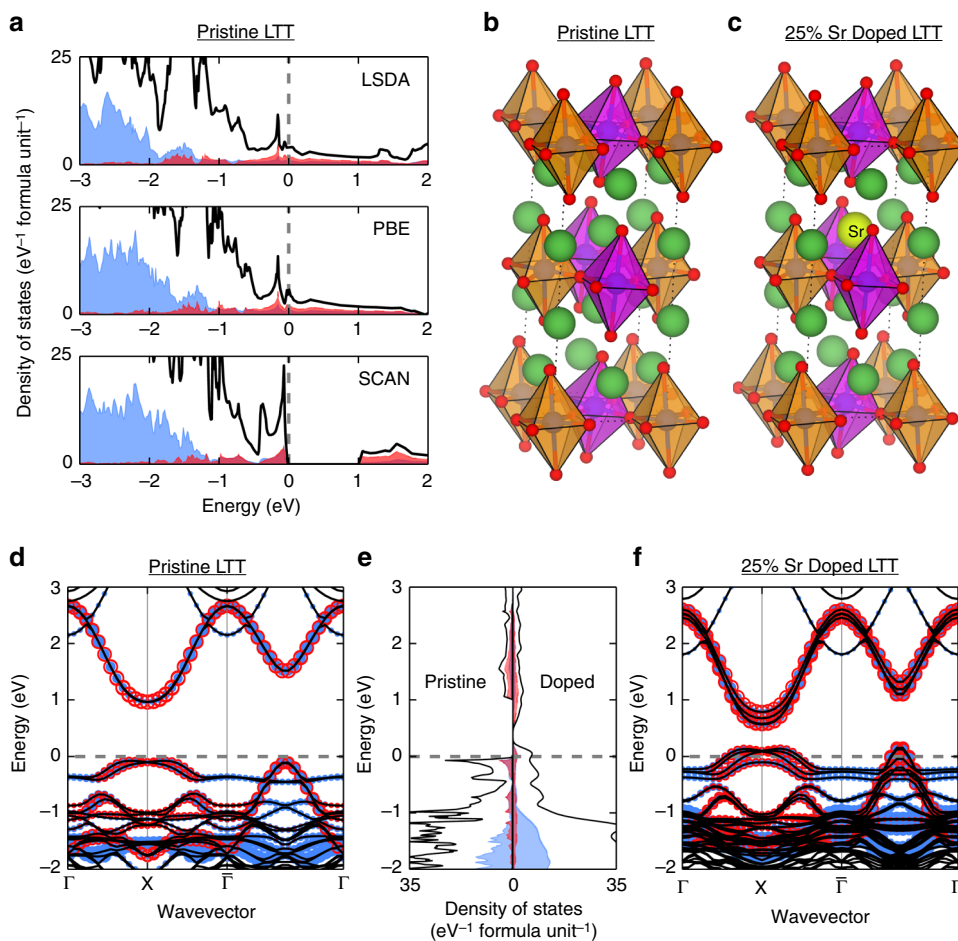 a
Pristine LTT
Density of states (eV⁻¹ formula unit⁻¹)
25
LSDA
0
−3 −2 −1 0 1 2
25
PBE
0
−3 −2 −1 0 1 2
25
SCAN
0
−3 −2 −1 0 1 2
Energy (eV)
b
Pristine LTT
c
25% Sr Doped LTT
Sr
d
Pristine LTT
Energy (eV)
3
2
1
0
−1
−2
Γ X Γ̅ Γ
Wavevector
e
Energy (eV)
3
2
1
0
−1
−2
Pristine Doped
35 0 35
Density of states
(eV⁻¹ formula unit⁻¹)
f
25% Sr Doped LTT
Energy (eV)
3
2
1
0
−1
−2
Γ X Γ̅ Γ
Wavevector